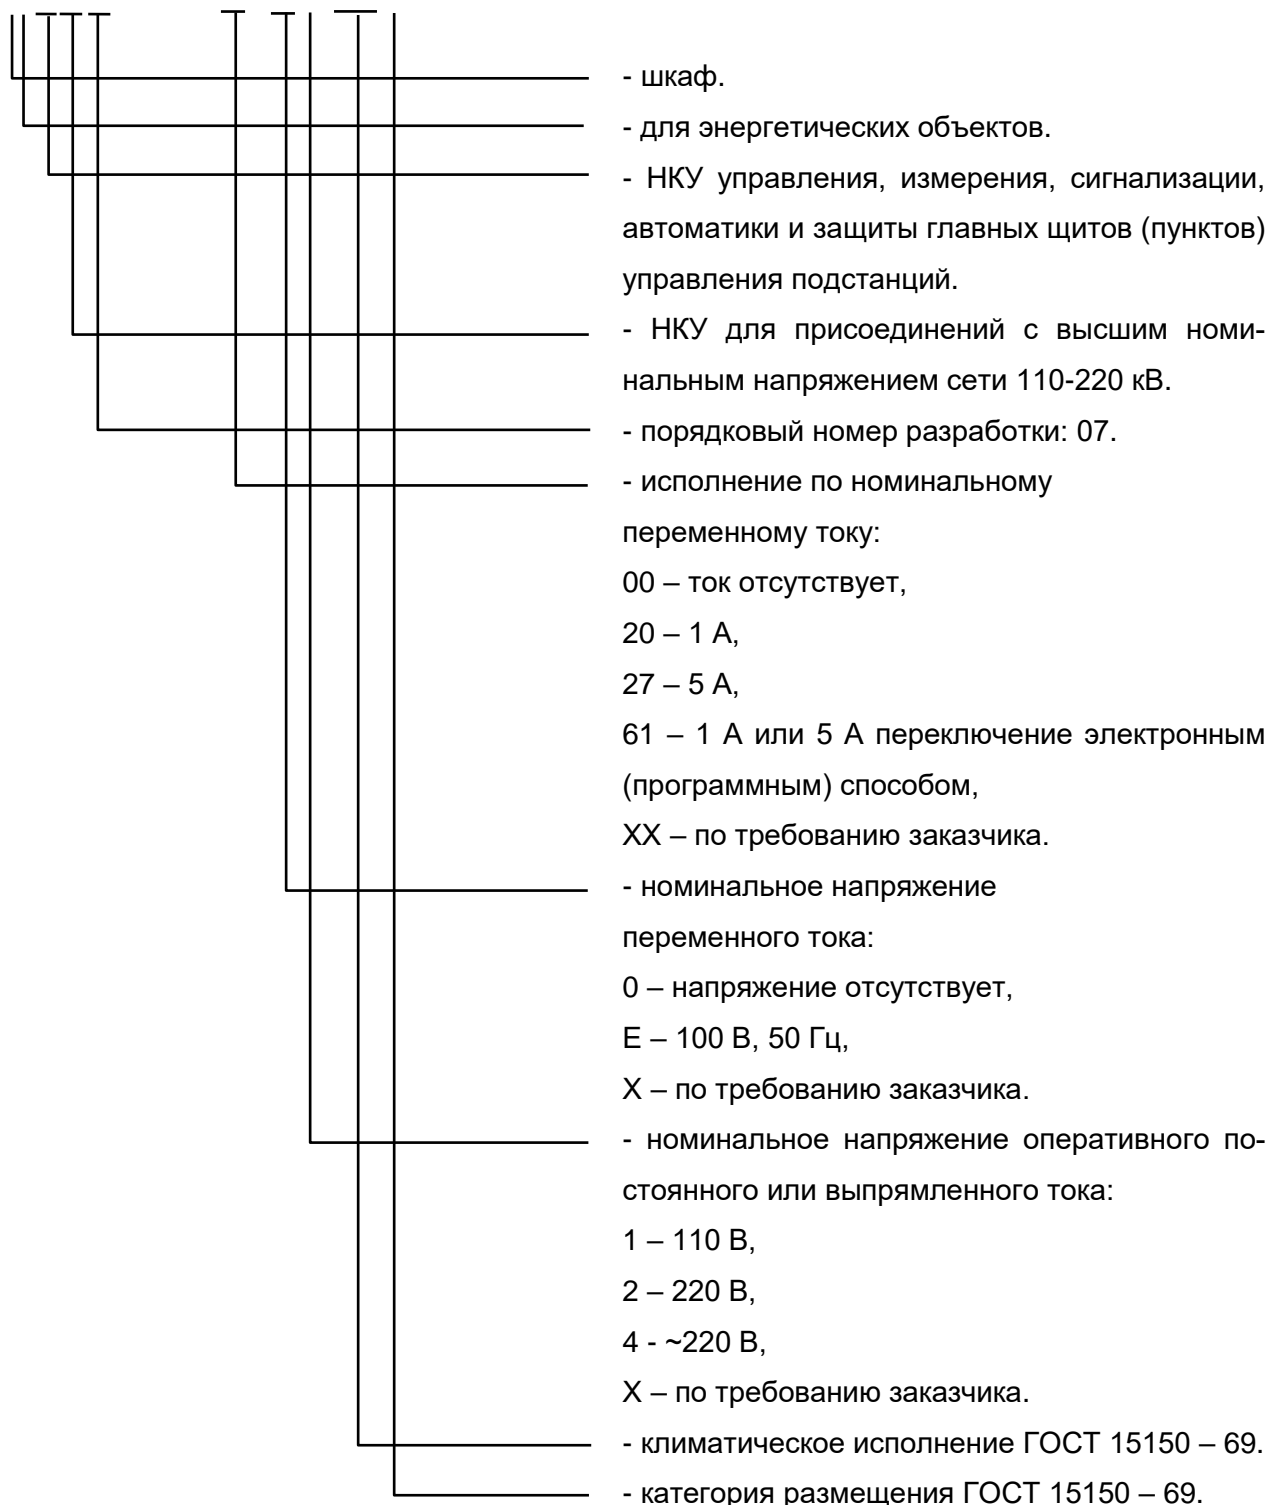 - шкаф.
- для энергетических объектов.
- НКУ управления, измерения, сигнализации,
автоматики и защиты главных щитов (пунктов)
управления подстанций.
- НКУ для присоединений с высшим номи-
нальным напряжением сети 110-220 кВ.
- порядковый номер разработки: 07.
- исполнение по номинальному
переменному току:
00 – ток отсутствует,
20 – 1 А,
27 – 5 А,
61 – 1 А или 5 А переключение электронным
(программным) способом,
ХХ – по требованию заказчика.
- номинальное напряжение
переменного тока:
0 – напряжение отсутствует,
Е – 100 В, 50 Гц,
Х – по требованию заказчика.
- номинальное напряжение оперативного по-
стоянного или выпрямленного тока:
1 – 110 В,
2 – 220 В,
4 - ~220 В,
Х – по требованию заказчика.
- климатическое исполнение ГОСТ 15150 – 69.
- категория размещения ГОСТ 15150 – 69.